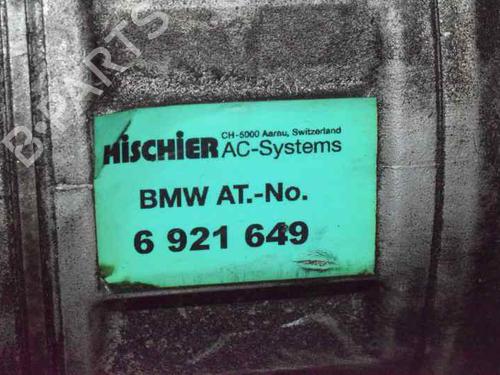 B-PARTS
CH-5000 Aarau, Switzerland
HiSCHiER AC-Systems
BMW AT.-No.
6 921 649